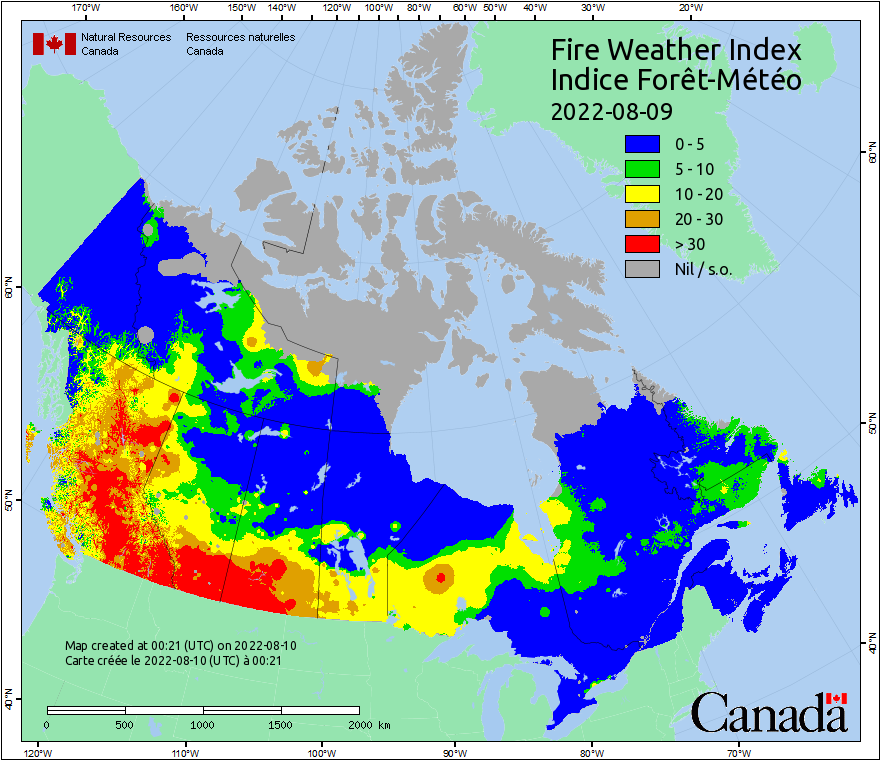 170°W 160°W 150°W 140°W 120°W 100°W 80°W 60°W 50°W 40°W 30°W 20°W
Natural Resources Ressources naturelles
Canada Canada
Fire Weather Index
Indice Forêt-Météo
2022-08-09
0 - 5
5 - 10
10 - 20
20 - 30
> 30
Nil / s.o.
60°N
60°N
50°N
50°N
40°N
40°N
Map created at 00:21 (UTC) on 2022-08-10
Carte créée le 2022-08-10 (UTC) à 00:21
0 500 1000 1500 2000 km
Canada
120°W 110°W 100°W 90°W 80°W 70°W